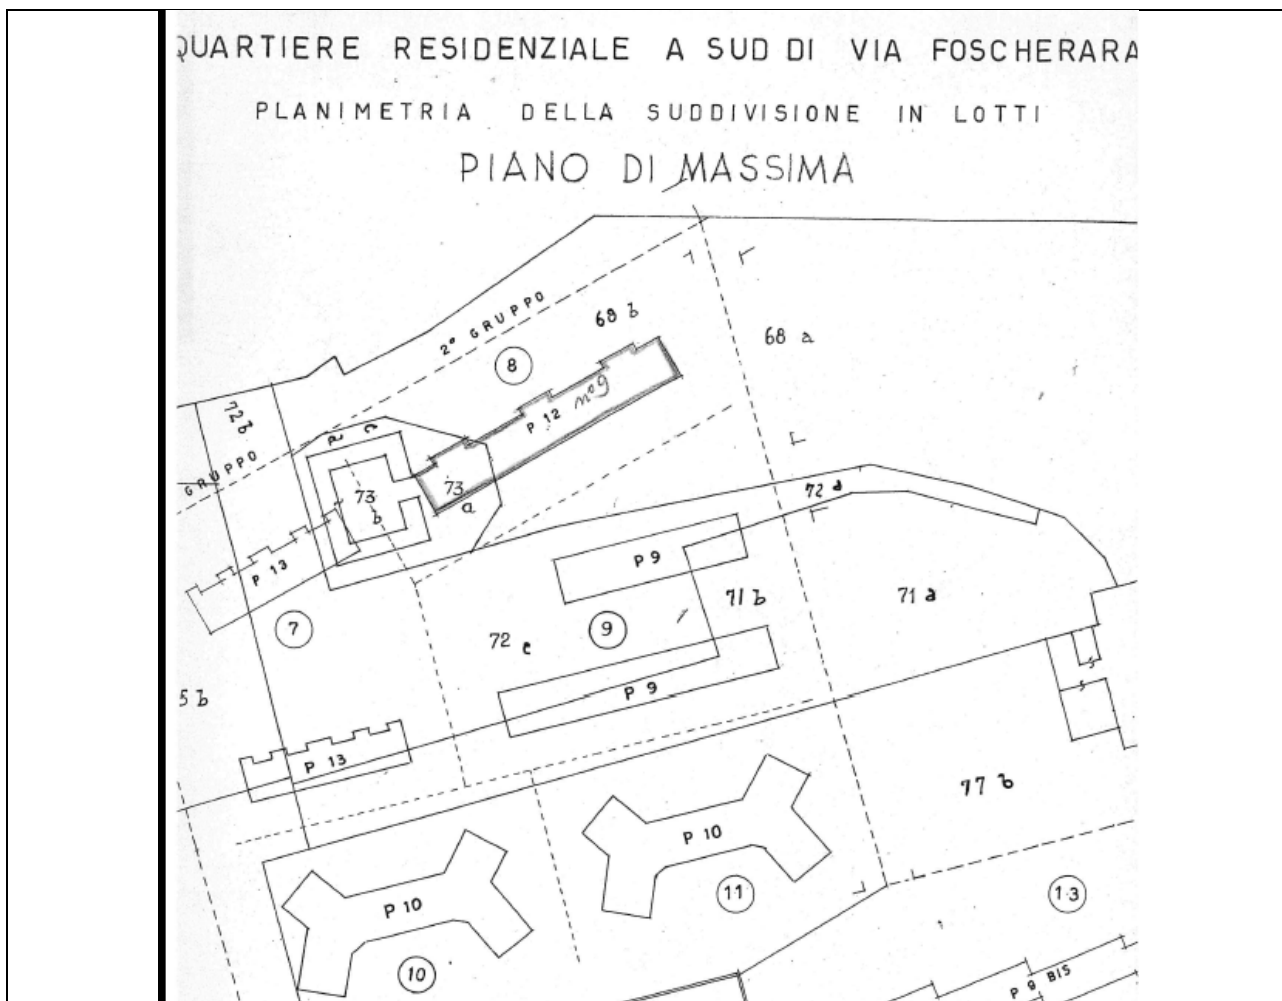 QUARTIERE RESIDENZIALE A SUD DI VIA FOSCHERARA
PLANIMETRIA DELLA SUDDIVISIONE IN LOTTI
PIANO DI MASSIMA
2° GRUPPO
68 b
68 a
8
72 b
P 12
n°9
GRUPPO
73 b
73 a
72 d
P 13
P 9
71 b
71 a
7
72 c
9
5 b
P 9
P 13
77 b
P 10
P 10
11
13
10
P 8 BIS